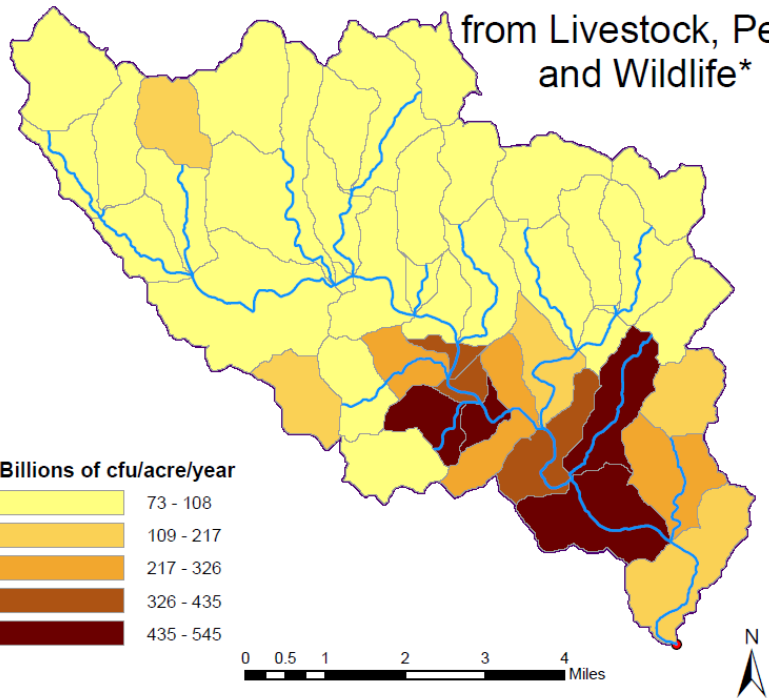 from Livestock, Pe
and Wildlife*
Billions of cfu/acre/year
73 - 108
109 - 217
217 - 326
326 - 435
435 - 545
0 0.5 1 2 3 4
Miles
N